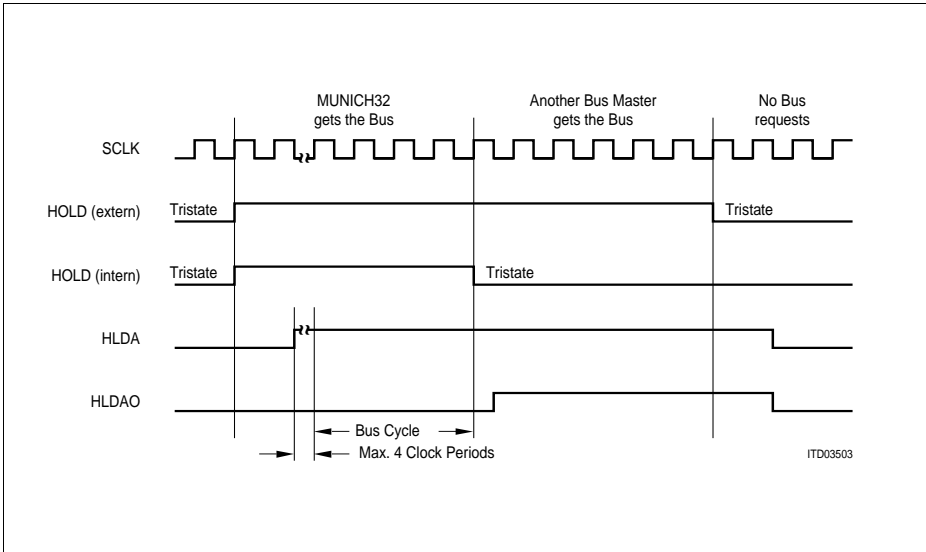 MUNICH32
gets the Bus
Another Bus Master
gets the Bus
No Bus
requests
SCLK
HOLD (extern)
Tristate
Tristate
HOLD (intern)
Tristate
Tristate
HLDA
HLDAO
Bus Cycle
Max. 4 Clock Periods
ITD03503